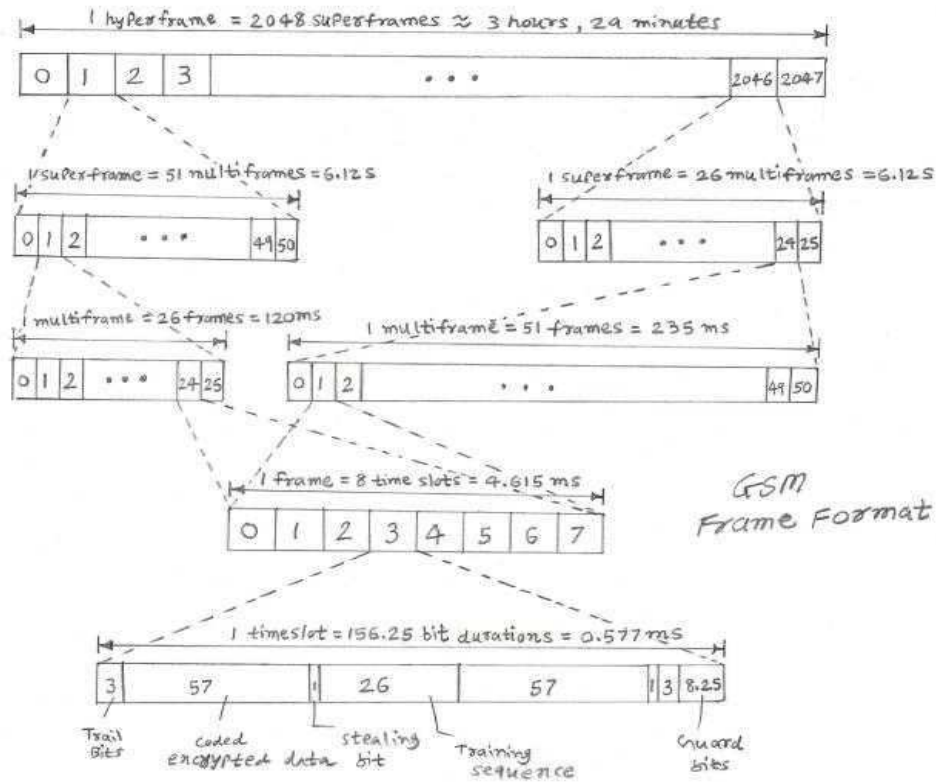 1 hyperframe = 2048 superframes ≈ 3 hours, 29 minutes
0 1 2 3 ... 2046 2047
1 superframe = 51 multiframes = 6.12 s
1 superframe = 26 multiframes = 6.12 s
0 1 2 ... 49 50
0 1 2 ... 24 25
multiframe = 26 frames = 120 ms
1 multiframe = 51 frames = 235 ms
0 1 2 ... 24 25
0 1 2 ... 49 50
1 frame = 8 time slots = 4.615 ms
0 1 2 3 4 5 6 7
GSM
Frame Format
1 timeslot = 156.25 bit durations = 0.577 ms
3 57 1 26 57 1 3 8.25
Trail
Bits
coded
encrypted data
stealing
bit
Training
sequence
Guard
bits